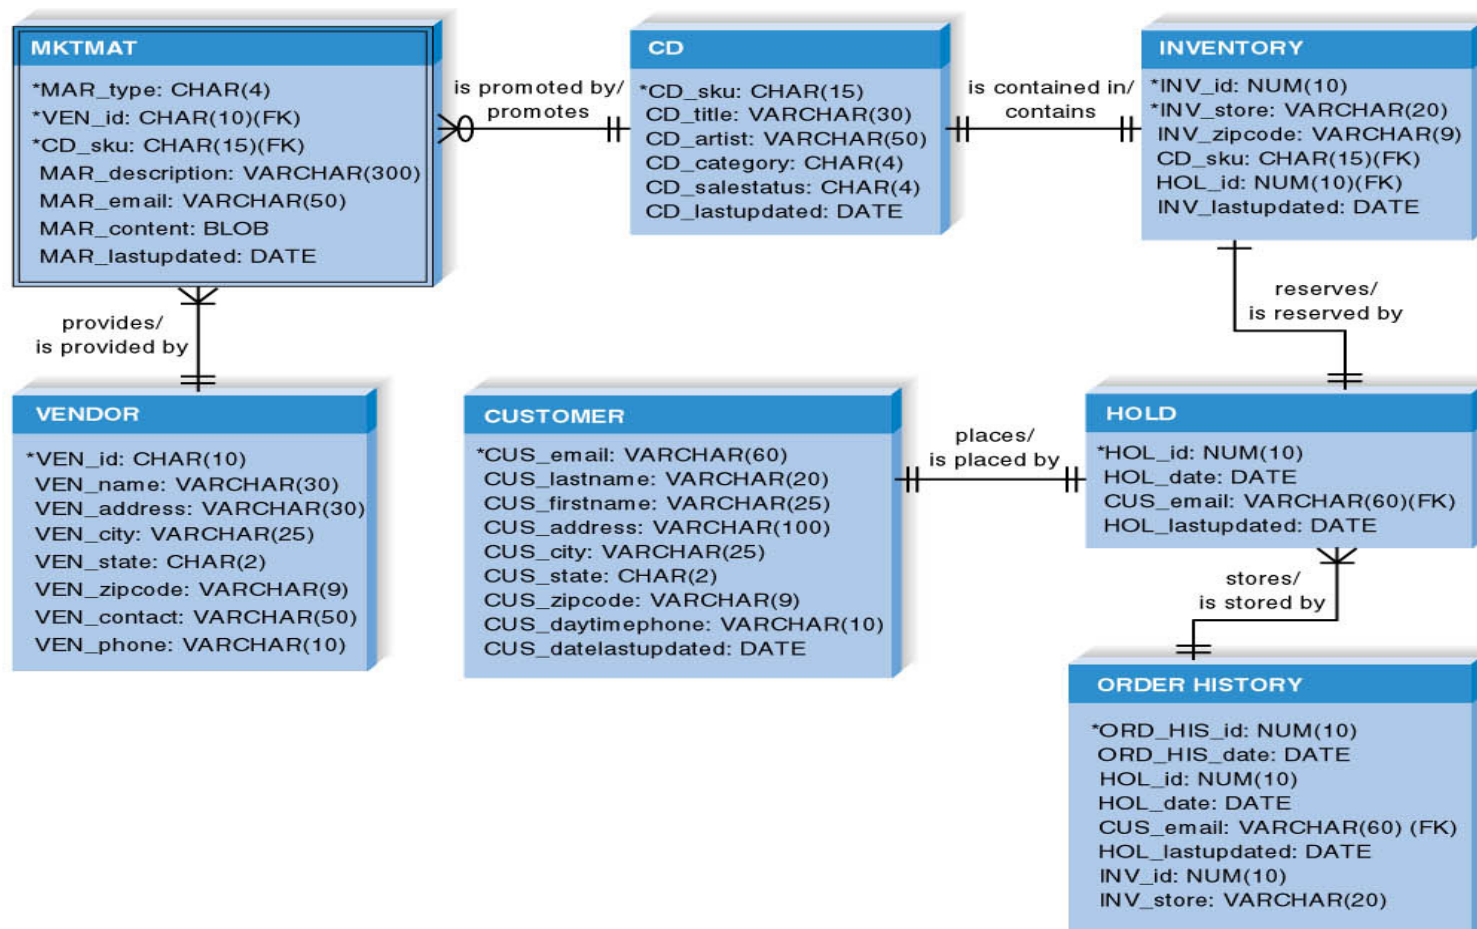 MKTMAT
*MAR_type: CHAR(4)
*VEN_id: CHAR(10)(FK)
*CD_sku: CHAR(15)(FK)
MAR_description: VARCHAR(300)
MAR_email: VARCHAR(50)
MAR_content: BLOB
MAR_lastupdated: DATE
is promoted by/
promotes
CD
*CD_sku: CHAR(15)
CD_title: VARCHAR(30)
CD_artist: VARCHAR(50)
CD_category: CHAR(4)
CD_salestatus: CHAR(4)
CD_lastupdated: DATE
is contained in/
contains
INVENTORY
*INV_id: NUM(10)
*INV_store: VARCHAR(20)
INV_zipcode: VARCHAR(9)
CD_sku: CHAR(15)(FK)
HOL_id: NUM(10)(FK)
INV_lastupdated: DATE
provides/
is provided by
reserves/
is reserved by
VENDOR
*VEN_id: CHAR(10)
VEN_name: VARCHAR(30)
VEN_address: VARCHAR(30)
VEN_city: VARCHAR(25)
VEN_state: CHAR(2)
VEN_zipcode: VARCHAR(9)
VEN_contact: VARCHAR(50)
VEN_phone: VARCHAR(10)
CUSTOMER
*CUS_email: VARCHAR(60)
CUS_lastname: VARCHAR(20)
CUS_firstname: VARCHAR(25)
CUS_address: VARCHAR(100)
CUS_city: VARCHAR(25)
CUS_state: CHAR(2)
CUS_zipcode: VARCHAR(9)
CUS_daytimephone: VARCHAR(10)
CUS_datelastupdated: DATE
places/
is placed by
HOLD
*HOL_id: NUM(10)
HOL_date: DATE
CUS_email: VARCHAR(60)(FK)
HOL_lastupdated: DATE
stores/
is stored by
ORDER HISTORY
*ORD_HIS_id: NUM(10)
ORD_HIS_date: DATE
HOL_id: NUM(10)
HOL_date: DATE
CUS_email: VARCHAR(60) (FK)
HOL_lastupdated: DATE
INV_id: NUM(10)
INV_store: VARCHAR(20)